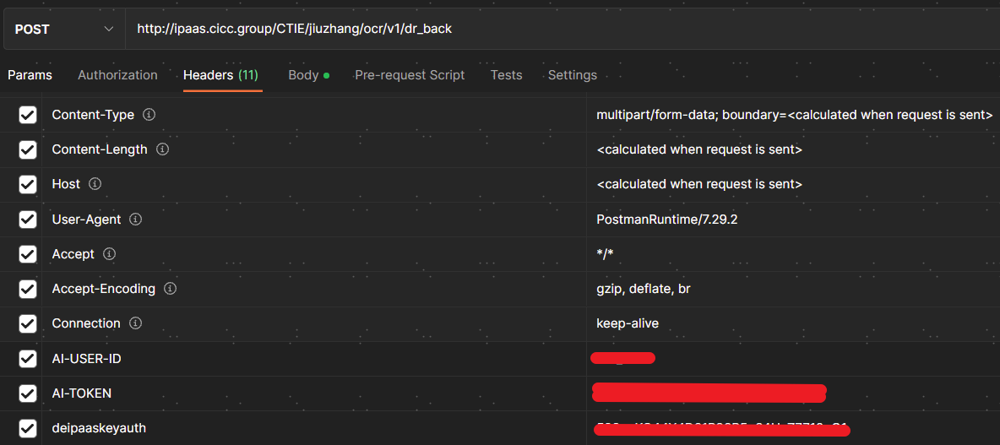 POST http://ipaas.cicc.group/CTIE/jiuzhang/ocr/v1/dr_back
Params Authorization Headers (11) Body Pre-request Script Tests Settings
Content-Type multipart/form-data; boundary=<calculated when request is sent>
Content-Length <calculated when request is sent>
Host <calculated when request is sent>
User-Agent PostmanRuntime/7.29.2
Accept */*
Accept-Encoding gzip, deflate, br
Connection keep-alive
AI-USER-ID
AI-TOKEN
deipaaskeyauth